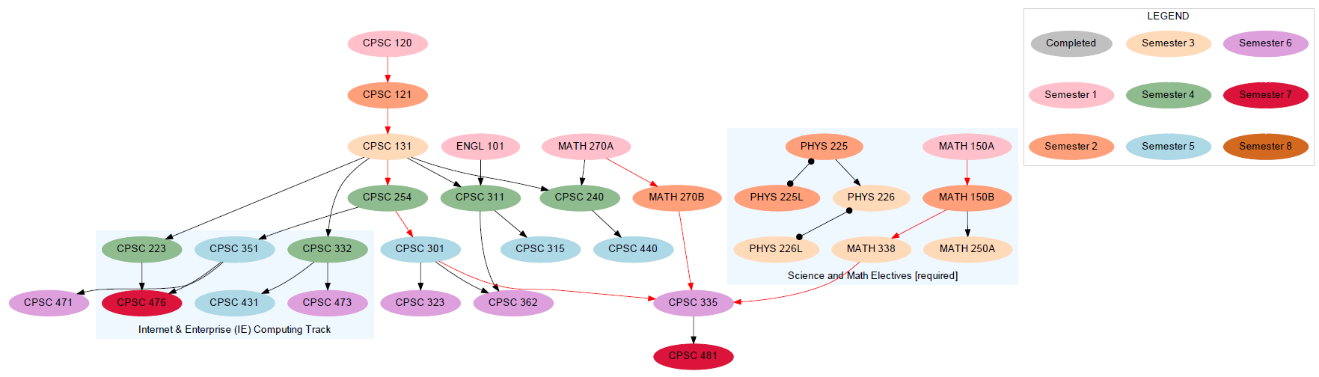 LEGEND
Completed
Semester 3
Semester 6
Semester 1
Semester 4
Semester 7
Semester 2
Semester 5
Semester 8
CPSC 120
CPSC 121
CPSC 131
ENGL 101
MATH 270A
PHYS 225
MATH 150A
CPSC 254
CPSC 311
CPSC 240
MATH 270B
PHYS 225L
PHYS 226
MATH 150B
CPSC 223
CPSC 351
CPSC 332
CPSC 301
CPSC 315
CPSC 440
PHYS 226L
MATH 338
MATH 250A
Science and Math Electives [required]
CPSC 471
CPSC 476
CPSC 431
CPSC 473
CPSC 323
CPSC 362
CPSC 335
Internet & Enterprise (IE) Computing Track
CPSC 481